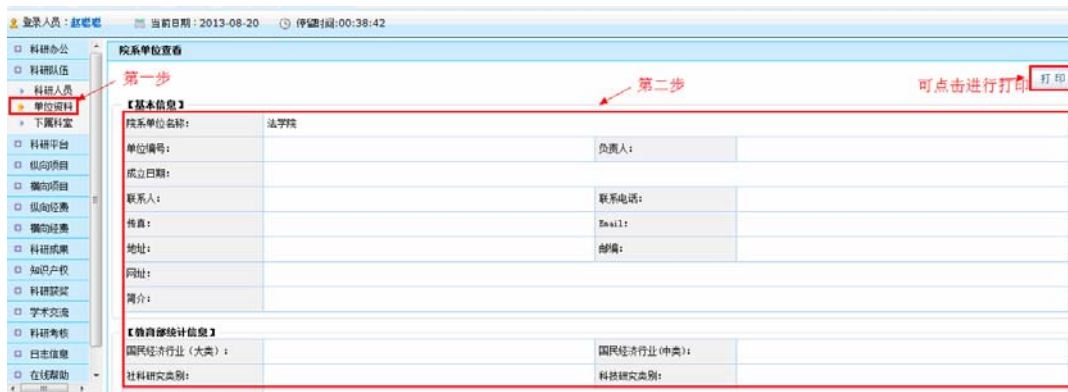 登录人员：赵聪聪 当前日期：2013-08-20 停留时间:00:38:42
科研办公
科研队伍
科研人员
单位资料
下属科室
科研平台
纵向项目
横向项目
纵向经费
横向经费
科研成果
知识产权
科研获奖
学术交流
科研考核
日志信息
在线帮助
院系单位查看
第一步
第二步
可点击进行打印
打印
【基本信息】
院系单位名称： 法学院
单位编号： 负责人：
成立日期：
联系人： 联系电话：
传真： Email：
地址： 邮编：
网址：
简介：
【教育部统计信息】
国民经济行业（大类）： 国民经济行业(中类)：
社科研究类别： 科技研究类别：